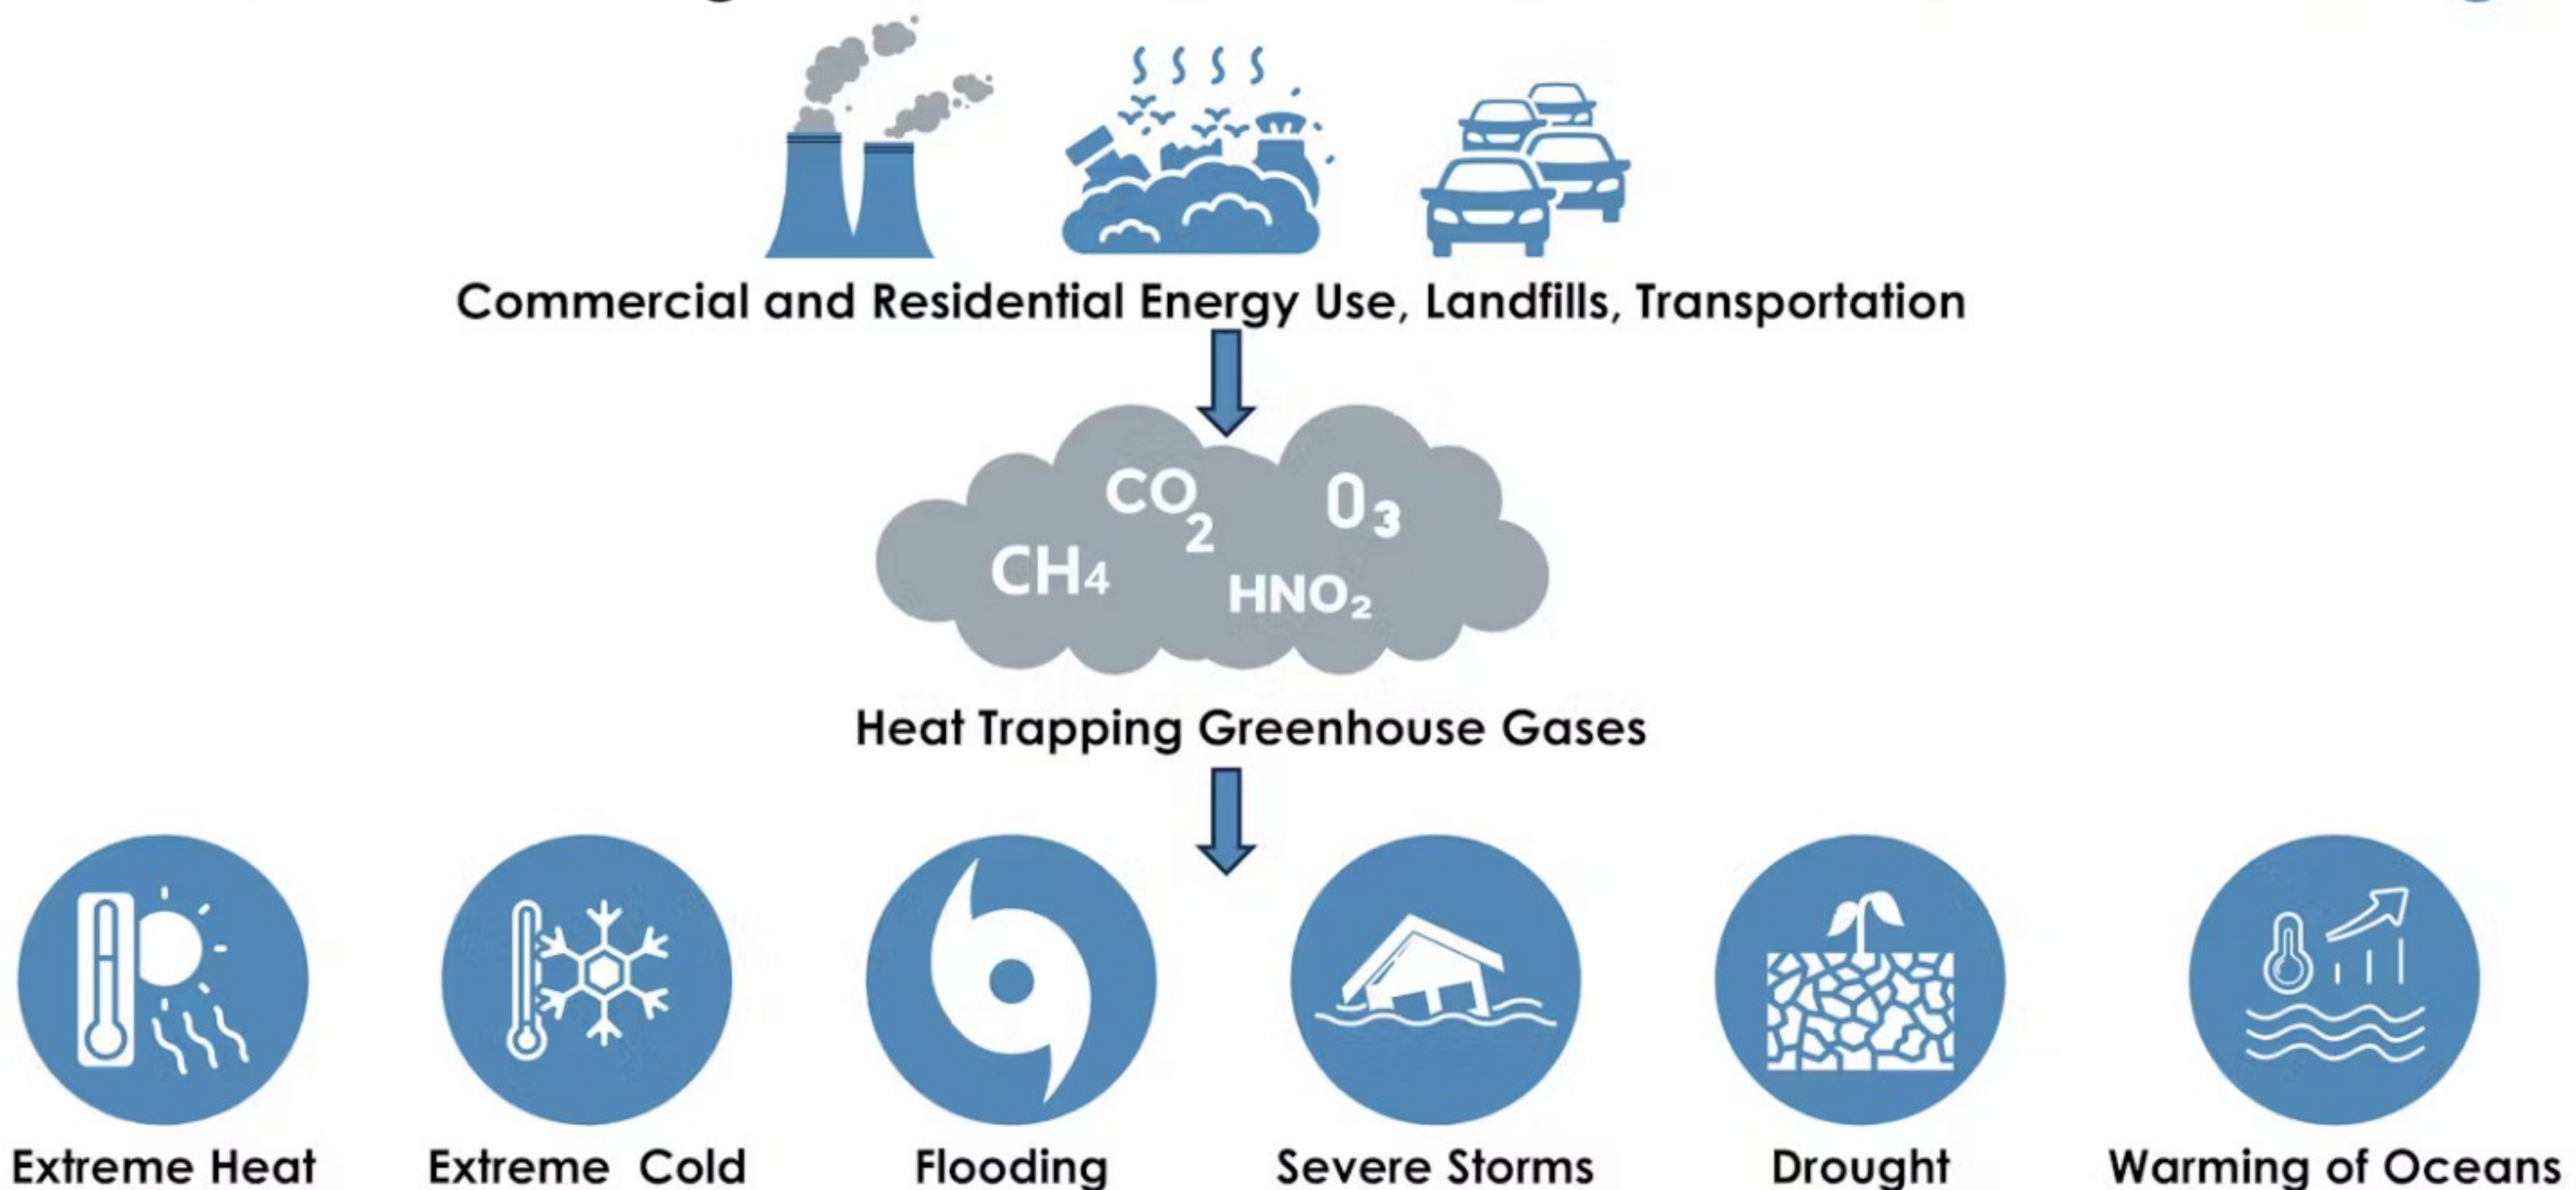 Commercial and Residential Energy Use, Landfills, Transportation
CO2 O3
CH4 HNO2
Heat Trapping Greenhouse Gases
Extreme Heat Extreme Cold Flooding Severe Storms Drought Warming of Oceans